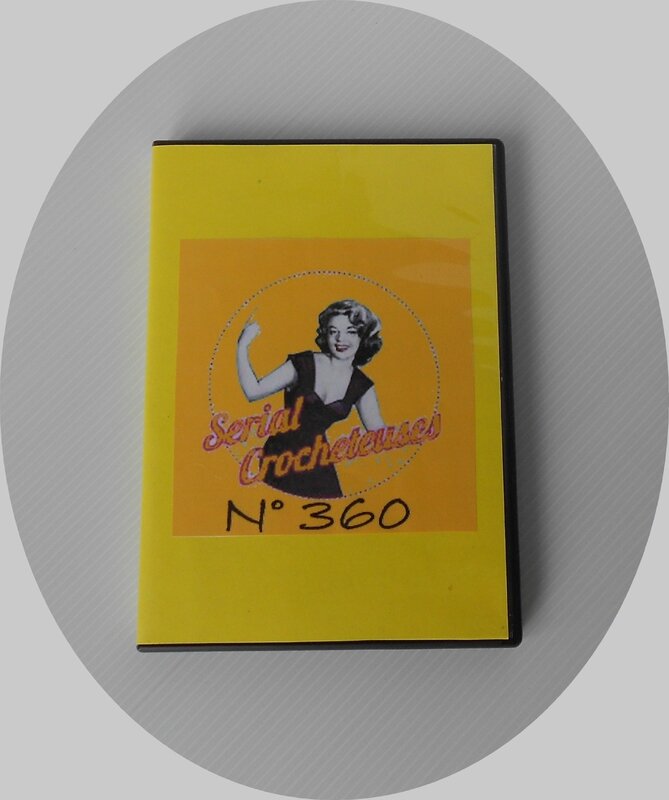 Serial
Crocheteuses
N° 360